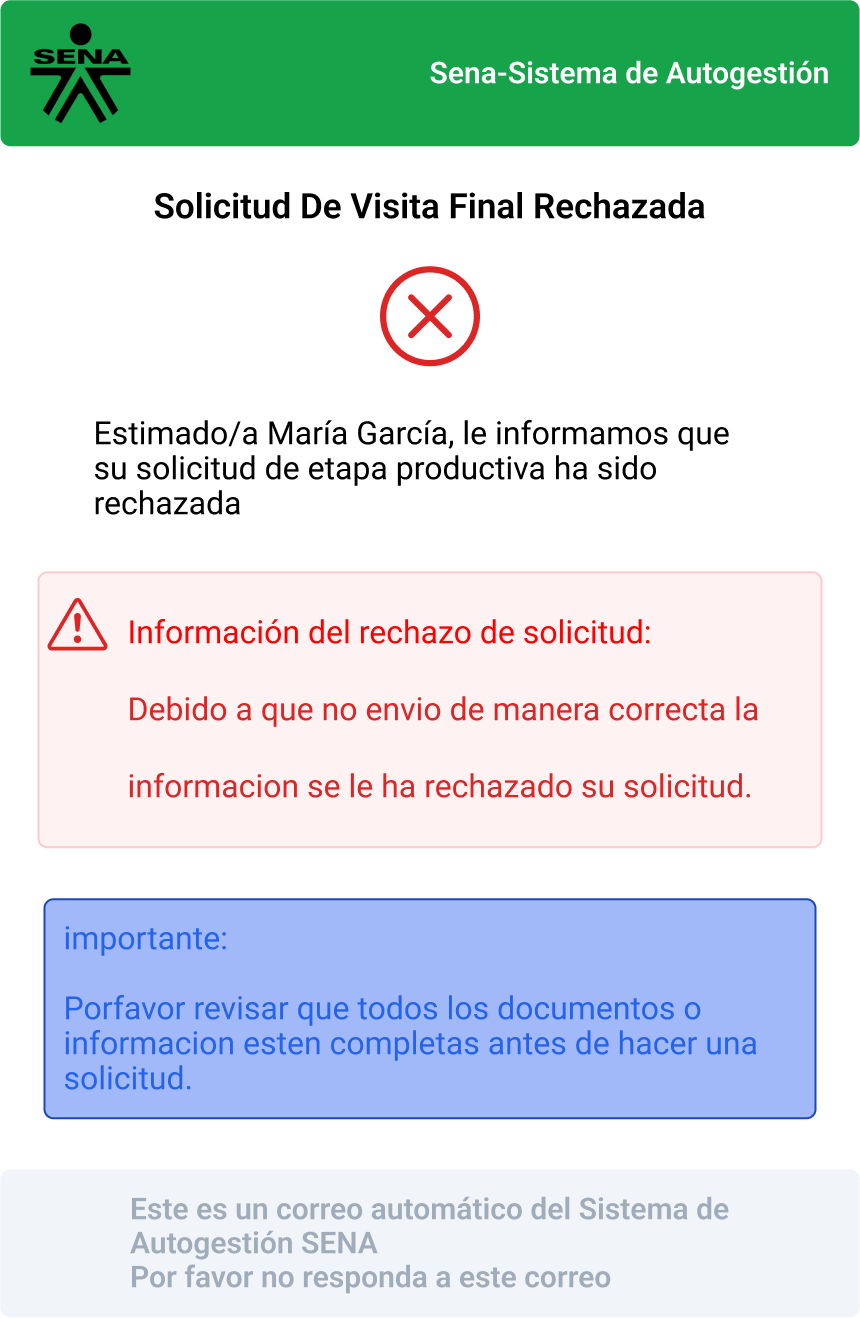 SENA
Sena-Sistema de Autogestión
Solicitud De Visita Final Rechazada
Estimado/a María García, le informamos que
su solicitud de etapa productiva ha sido
rechazada
Información del rechazo de solicitud:
Debido a que no envio de manera correcta la
informacion se le ha rechazado su solicitud.
importante:
Porfavor revisar que todos los documentos o
informacion esten completas antes de hacer una
solicitud.
Este es un correo automático del Sistema de
Autogestión SENA
Por favor no responda a este correo